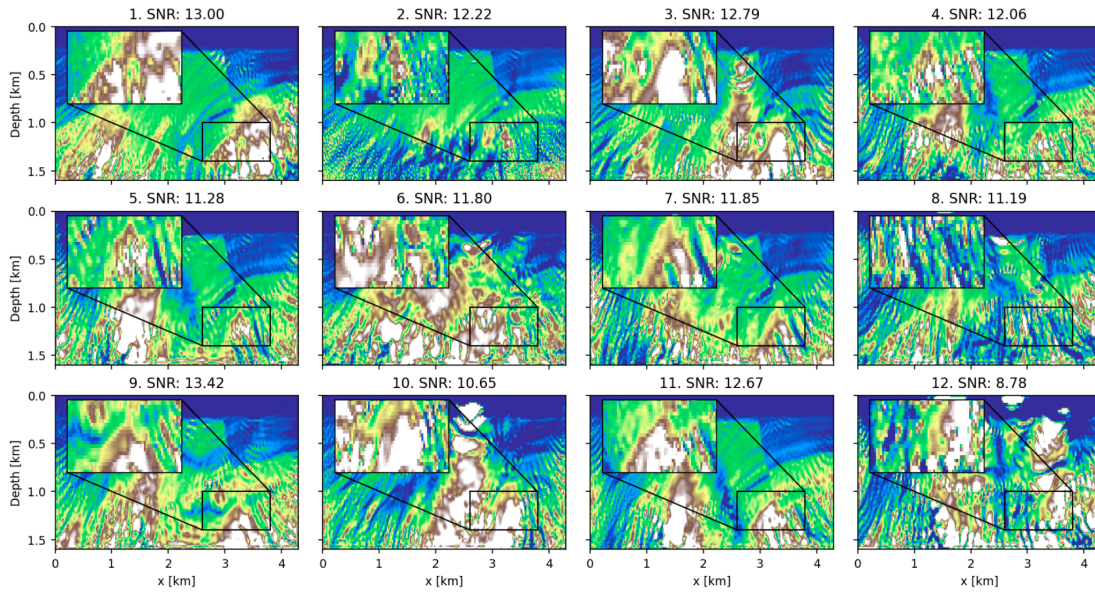 1. SNR: 13.00
2. SNR: 12.22
3. SNR: 12.79
4. SNR: 12.06
0.0
0.5
1.0
1.5
Depth [km]
5. SNR: 11.28
6. SNR: 11.80
7. SNR: 11.85
8. SNR: 11.19
0.0
0.5
1.0
1.5
Depth [km]
9. SNR: 13.42
10. SNR: 10.65
11. SNR: 12.67
12. SNR: 8.78
0.0
0.5
1.0
1.5
Depth [km]
0 1 2 3 4
0 1 2 3 4
0 1 2 3 4
0 1 2 3 4
x [km]
x [km]
x [km]
x [km]